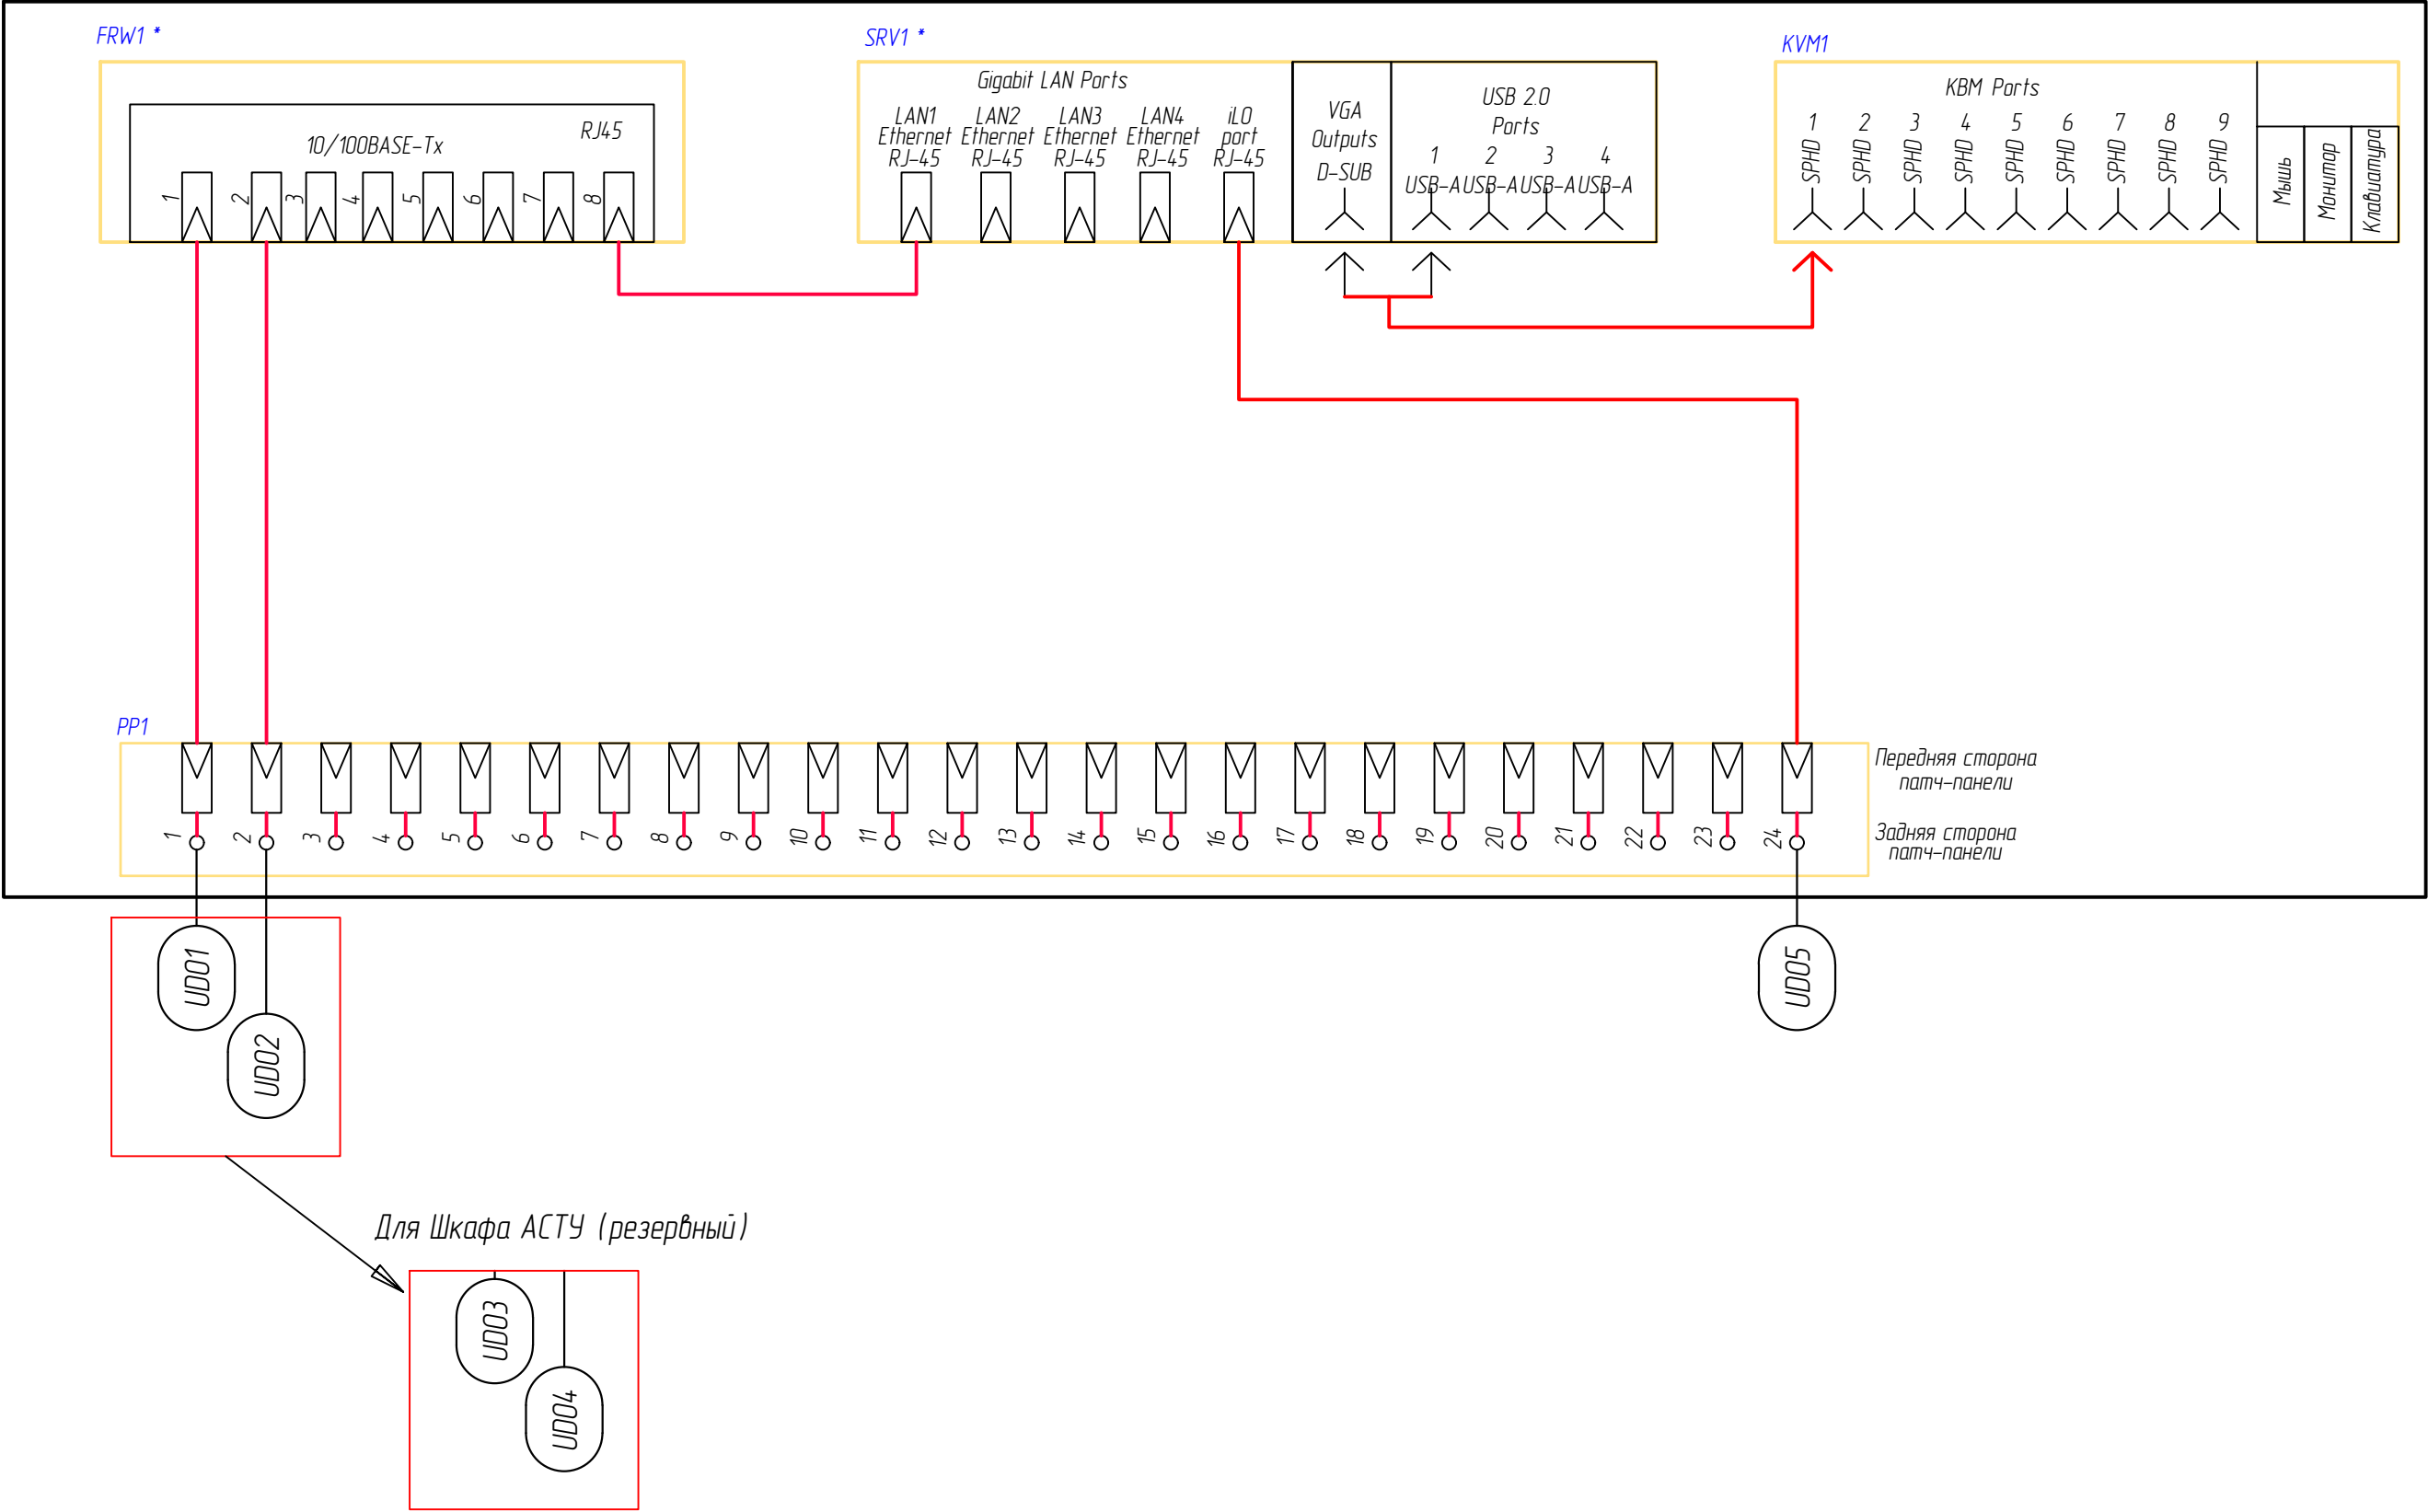 FRW1 *
SRV1 *
KVM1
10/100BASE-Tx
RJ45
1 2 3 4 5 6 7 8
Gigabit LAN Ports
LAN1 LAN2 LAN3 LAN4 iLO
Ethernet Ethernet Ethernet Ethernet port
RJ-45 RJ-45 RJ-45 RJ-45 RJ-45
VGA
Outputs
D-SUB
USB 2.0
Ports
1 2 3 4
USB-A USB-A USB-A USB-A
KBM Ports
1 2 3 4 5 6 7 8 9
SPHD SPHD SPHD SPHD SPHD SPHD SPHD SPHD SPHD
Мышь
Монитор
Клавиатура
PP1
Передняя сторона
патч-панели
1 2 3 4 5 6 7 8 9 10 11 12 13 14 15 16 17 18 19 20 21 22 23 24
Задняя сторона
патч-панели
UD01
UD02
UD05
Для Шкафа АСТУ (резервный)
UD03
UD04